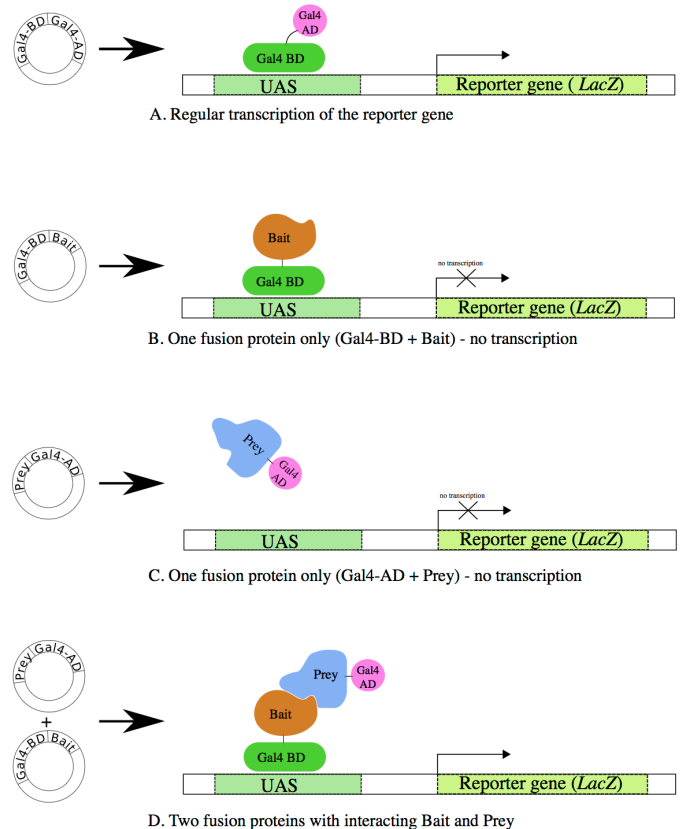 Gal4-BD Gal4-AD
Gal4
AD
Gal4 BD
UAS
Reporter gene ( LacZ)
A. Regular transcription of the reporter gene
Gal4-BD Bait
Bait
Gal4 BD
no transcription
UAS
Reporter gene (LacZ)
B. One fusion protein only (Gal4-BD + Bait) - no transcription
Prey Gal4-AD
Prey
Gal4
AD
no transcription
UAS
Reporter gene (LacZ)
C. One fusion protein only (Gal4-AD + Prey) - no transcription
Prey Gal4-AD
+
Gal4-BD Bait
Prey
Gal4
AD
Bait
Gal4 BD
UAS
Reporter gene (LacZ)
D. Two fusion proteins with interacting Bait and Prey